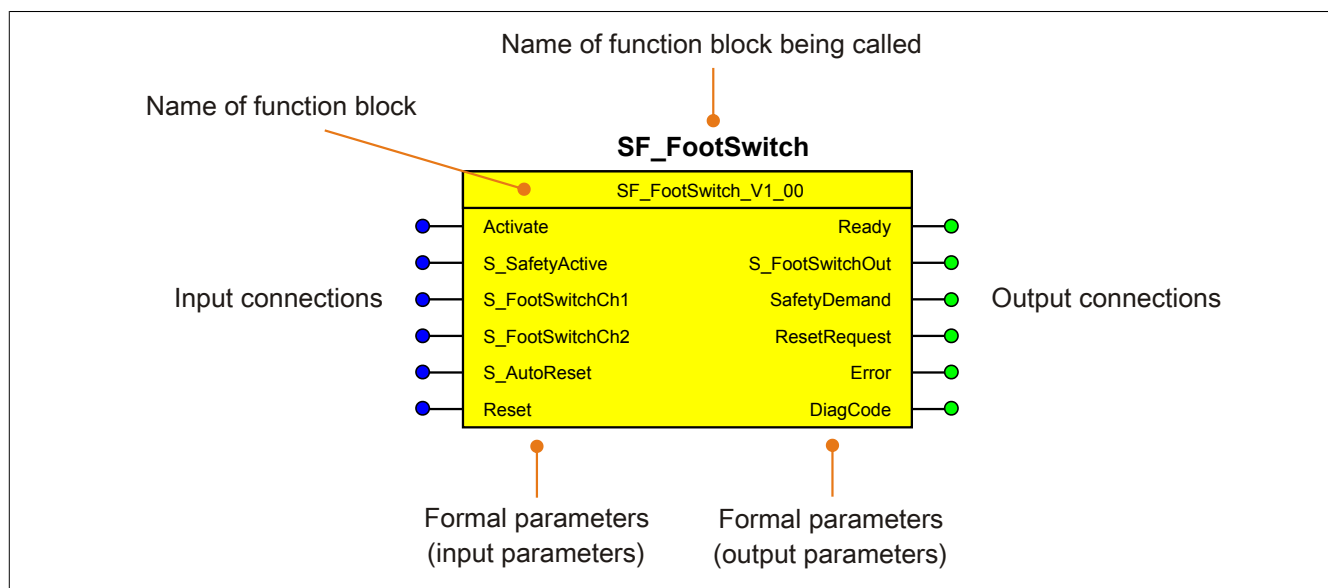 Name of function block being called
Name of function block
SF_FootSwitch
SF_FootSwitch_V1_00
Activate
Ready
S_SafetyActive
S_FootSwitchOut
Input connections
S_FootSwitchCh1
SafetyDemand
Output connections
S_FootSwitchCh2
ResetRequest
S_AutoReset
Error
Reset
DiagCode
Formal parameters
(input parameters)
Formal parameters
(output parameters)